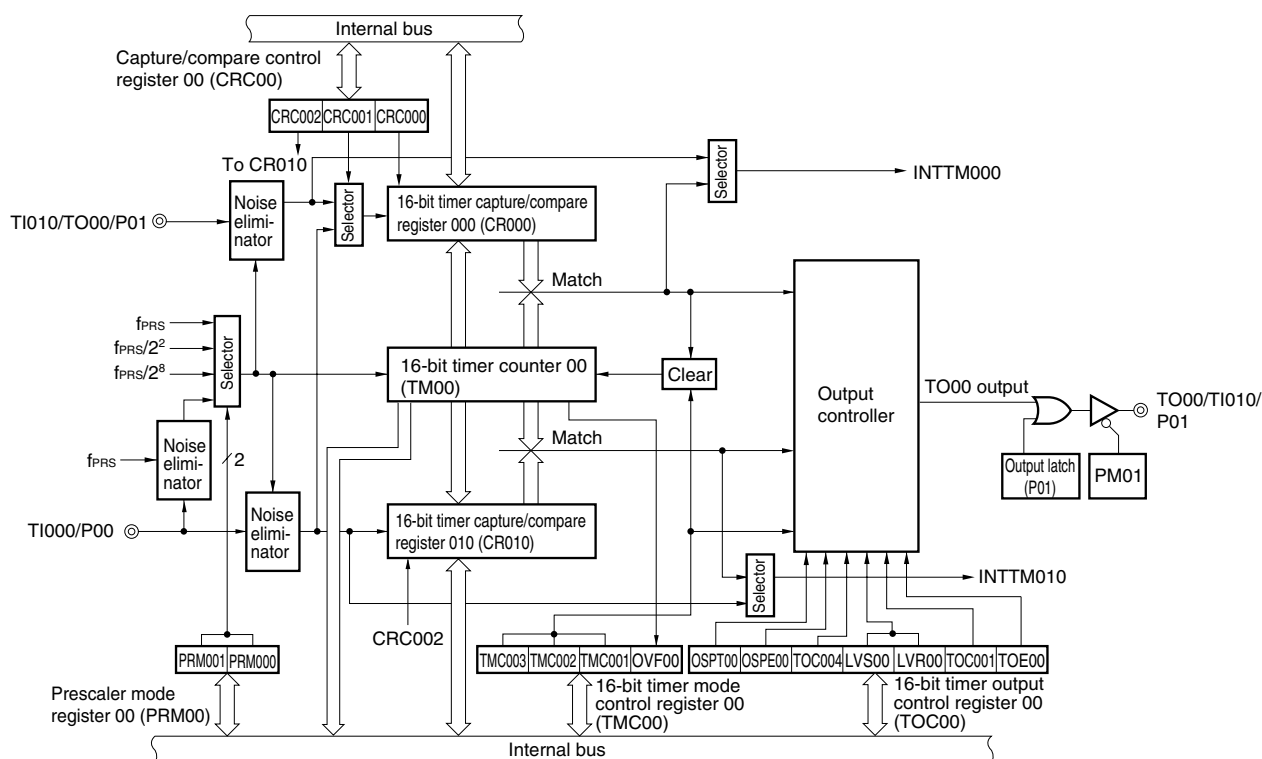 Internal bus
Capture/compare control
register 00 (CRC00)
CRC002 CRC001 CRC000
To CR010
TI010/TO00/P01
Noise
elimi-
nator
Selector
16-bit timer capture/compare
register 000 (CR000)
Selector
INTTM000
Match
fPRS
fPRS/2²
fPRS/2⁸
Selector
16-bit timer counter 00
(TM00)
Clear
Output
controller
TO00 output
TO00/TI010/
P01
Output latch
(P01)
PM01
fPRS
Noise
elimi-
nator
2
Match
TI000/P00
Noise
elimi-
nator
16-bit timer capture/compare
register 010 (CR010)
Selector
INTTM010
CRC002
PRM001 PRM000
TMC003 TMC002 TMC001 OVF00
OSPT00 OSPE00 TOC004 LVS00 LVR00 TOC001 TOE00
Prescaler mode
register 00 (PRM00)
16-bit timer mode
control register 00
(TMC00)
16-bit timer output
control register 00
(TOC00)
Internal bus